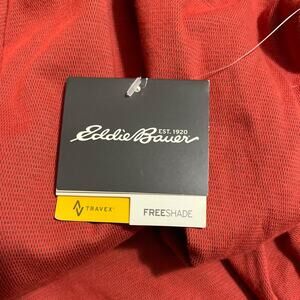 EST. 1920
Eddie Bauer
TRAVEX®
FREESHADE